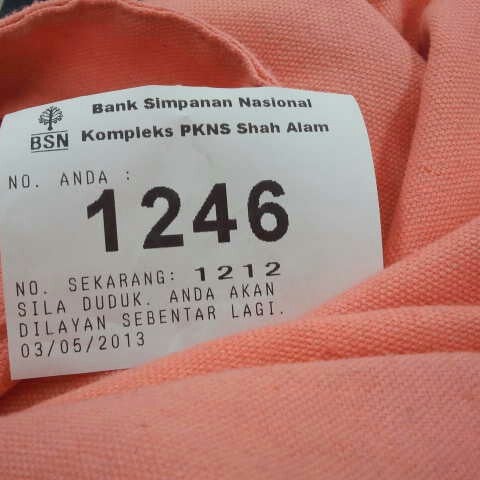 Bank Simpanan Nasional
BSN Kompleks PKNS Shah Alam
NO. ANDA :
1246
NO. SEKARANG: 1212
SILA DUDUK. ANDA AKAN
DILAYAN SEBENTAR LAGI.
03/05/2013